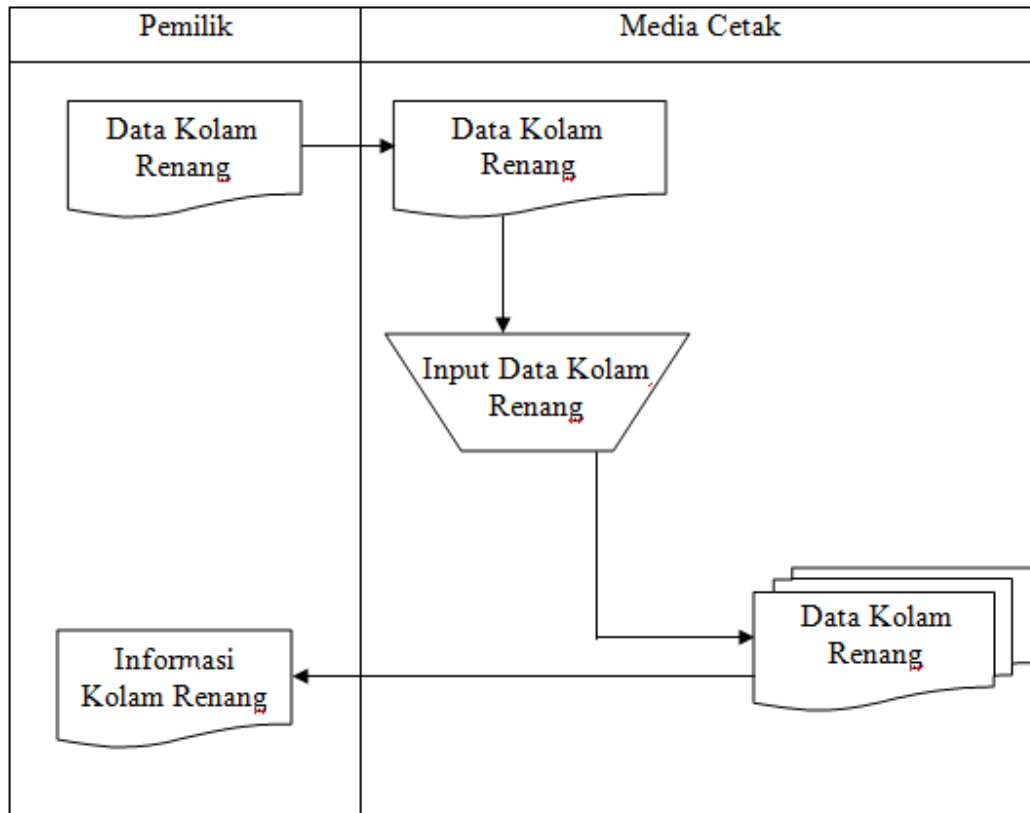 Pemilik
Media Cetak
Data Kolam
Renang
Data Kolam
Renang
Input Data Kolam
Renang
Data Kolam
Renang
Informasi
Kolam Renang